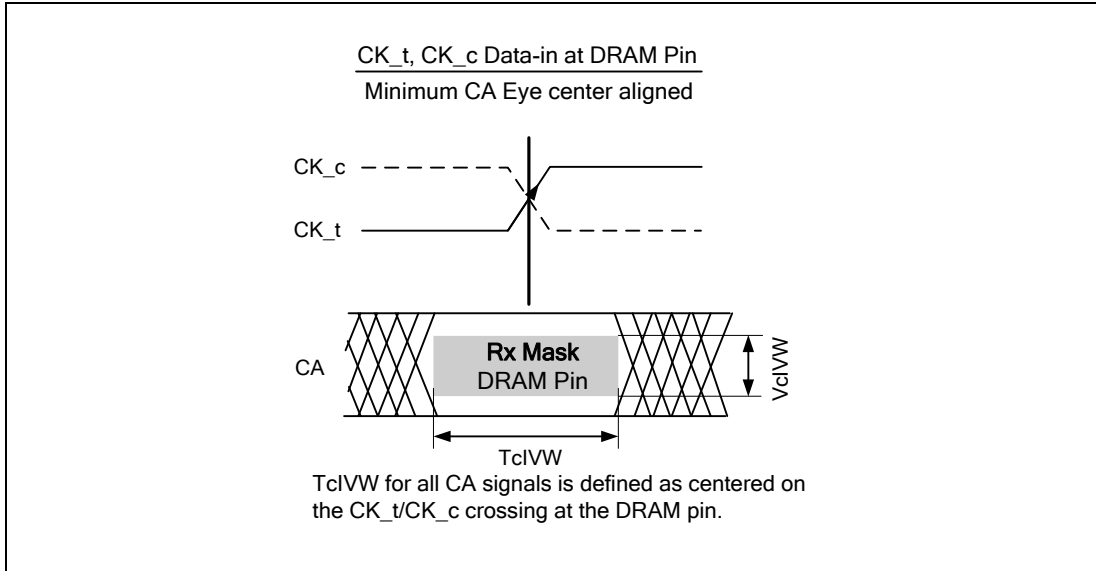 CK_t, CK_c Data-in at DRAM Pin
Minimum CA Eye center aligned
CK_c
CK_t
CA
Rx Mask
DRAM Pin
VcIVW
TcIVW
TcIVW for all CA signals is defined as centered on
the CK_t/CK_c crossing at the DRAM pin.